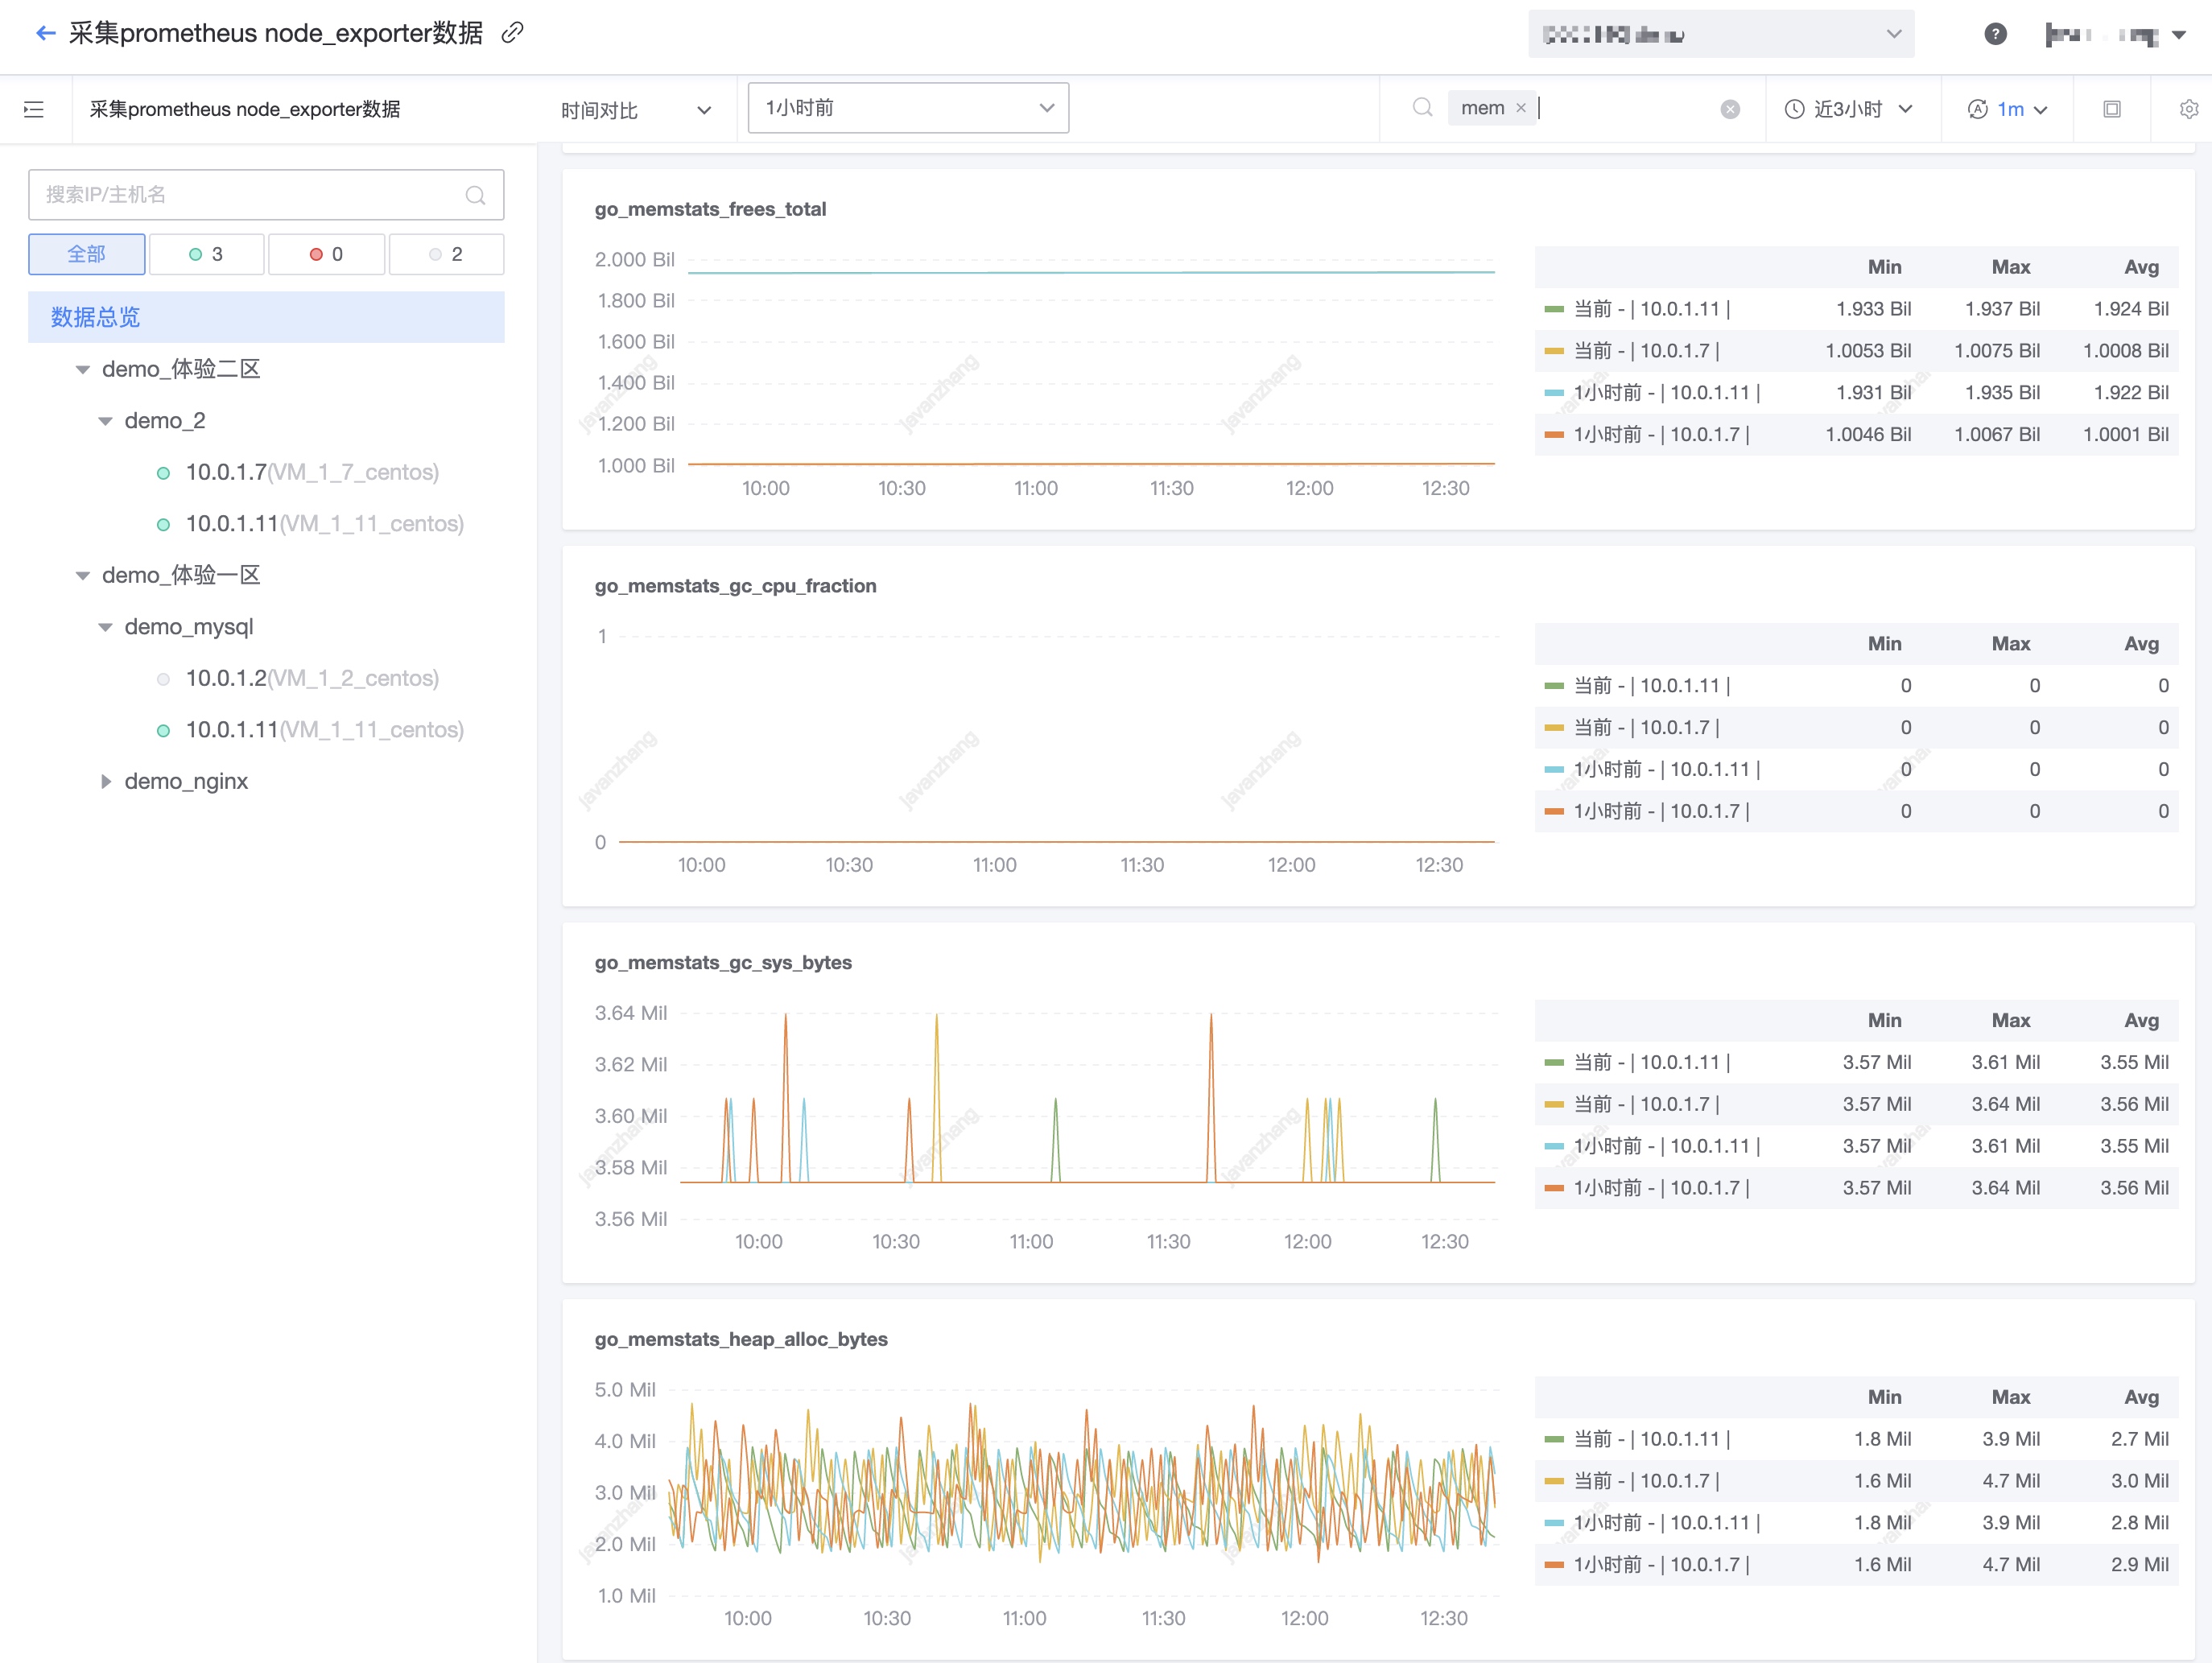 采集prometheus node_exporter数据
采集prometheus node_exporter数据
时间对比
1小时前
mem ×
近3小时
1m
搜索IP/主机名
全部
3
0
2
数据总览
demo_体验二区
demo_2
10.0.1.7(VM_1_7_centos)
10.0.1.11(VM_1_11_centos)
demo_体验一区
demo_mysql
10.0.1.2(VM_1_2_centos)
10.0.1.11(VM_1_11_centos)
demo_nginx
go_memstats_frees_total
2.000 Bil
1.800 Bil
1.600 Bil
1.400 Bil
1.200 Bil
1.000 Bil
10:00 10:30 11:00 11:30 12:00 12:30
javanzhang javanzhang javanzhang
Min Max Avg
当前 - | 10.0.1.11 | 1.933 Bil 1.937 Bil 1.924 Bil
当前 - | 10.0.1.7 | 1.0053 Bil 1.0075 Bil 1.0008 Bil
1小时前 - | 10.0.1.11 | 1.931 Bil 1.935 Bil 1.922 Bil
1小时前 - | 10.0.1.7 | 1.0046 Bil 1.0067 Bil 1.0001 Bil
go_memstats_gc_cpu_fraction
1
0
10:00 10:30 11:00 11:30 12:00 12:30
javanzhang javanzhang javanzhang
Min Max Avg
当前 - | 10.0.1.11 | 0 0 0
当前 - | 10.0.1.7 | 0 0 0
1小时前 - | 10.0.1.11 | 0 0 0
1小时前 - | 10.0.1.7 | 0 0 0
go_memstats_gc_sys_bytes
3.64 Mil
3.62 Mil
3.60 Mil
3.58 Mil
3.56 Mil
10:00 10:30 11:00 11:30 12:00 12:30
javanzhang javanzhang javanzhang
Min Max Avg
当前 - | 10.0.1.11 | 3.57 Mil 3.61 Mil 3.55 Mil
当前 - | 10.0.1.7 | 3.57 Mil 3.64 Mil 3.56 Mil
1小时前 - | 10.0.1.11 | 3.57 Mil 3.61 Mil 3.55 Mil
1小时前 - | 10.0.1.7 | 3.57 Mil 3.64 Mil 3.56 Mil
go_memstats_heap_alloc_bytes
5.0 Mil
4.0 Mil
3.0 Mil
2.0 Mil
1.0 Mil
10:00 10:30 11:00 11:30 12:00 12:30
Min Max Avg
当前 - | 10.0.1.11 | 1.8 Mil 3.9 Mil 2.7 Mil
当前 - | 10.0.1.7 | 1.6 Mil 4.7 Mil 3.0 Mil
1小时前 - | 10.0.1.11 | 1.8 Mil 3.9 Mil 2.8 Mil
1小时前 - | 10.0.1.7 | 1.6 Mil 4.7 Mil 2.9 Mil